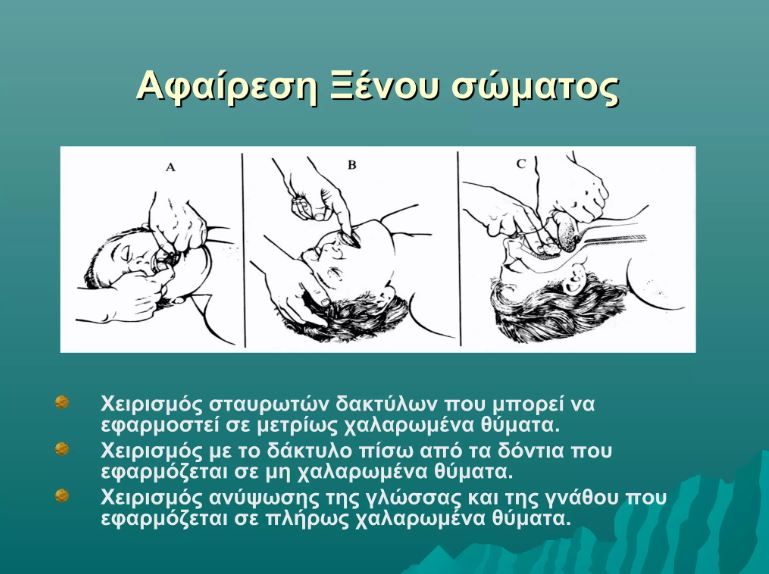 Αφαίρεση Ξένου σώματος
A
B
C
Χειρισμός σταυρωτών δακτύλων που μπορεί να
εφαρμοστεί σε μετρίως χαλαρωμένα θύματα.
Χειρισμός με το δάκτυλο πίσω από τα δόντια που
εφαρμόζεται σε μη χαλαρωμένα θύματα.
Χειρισμός ανύψωσης της γλώσσας και της γνάθου που
εφαρμόζεται σε πλήρως χαλαρωμένα θύματα.